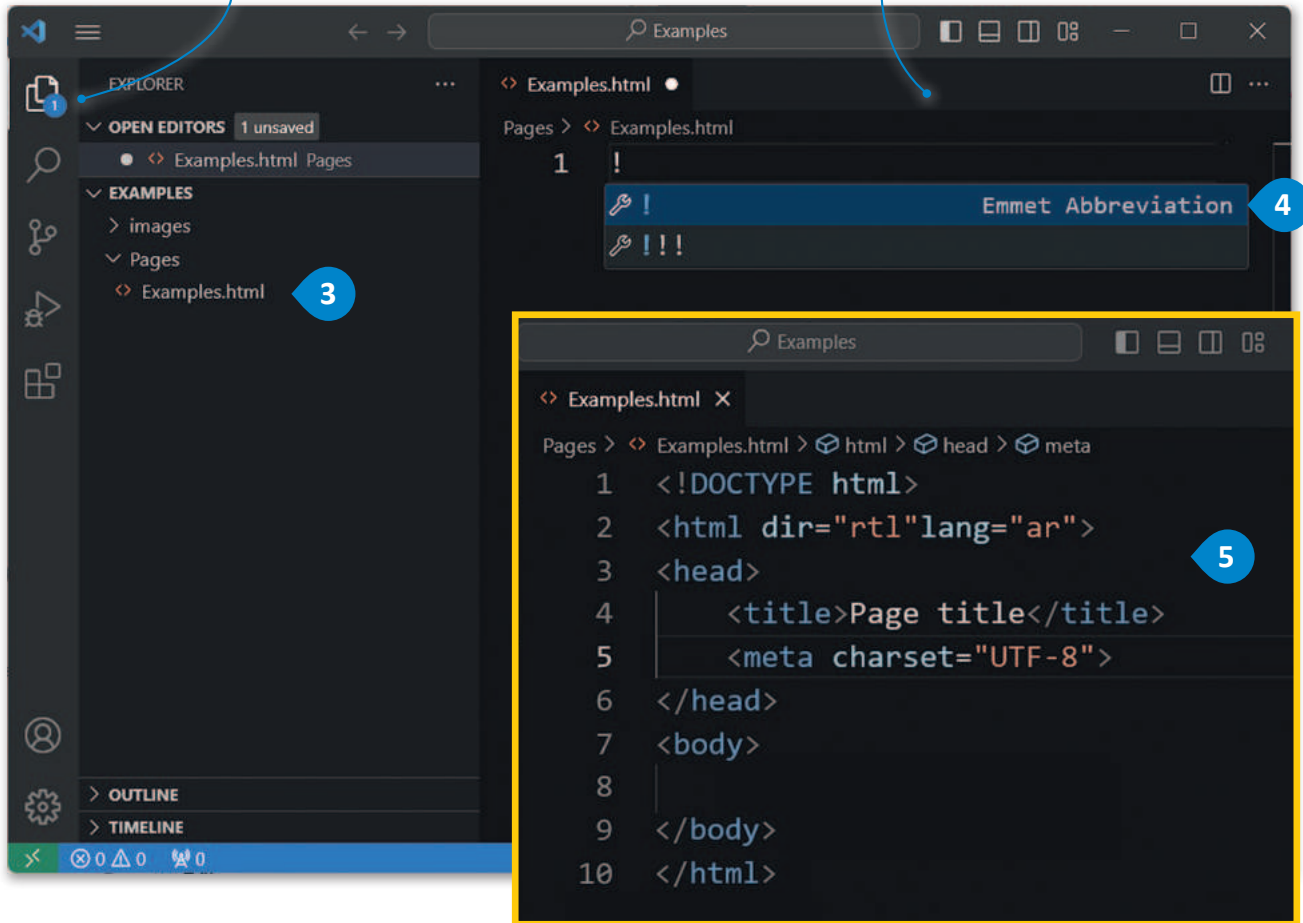 Examples
EXPLORER
1
OPEN EDITORS 1 unsaved
Examples.html Pages
EXAMPLES
images
Pages
Examples.html
3
OUTLINE
TIMELINE
0 0 0
Examples.html
Pages > Examples.html
1 !
! Emmet Abbreviation
4
!!!
Examples
Examples.html
Pages > Examples.html > html > head > meta
1 <!DOCTYPE html>
2 <html dir="rtl"lang="ar">
3 <head>
4 <title>Page title</title>
5 <meta charset="UTF-8">
6 </head>
7 <body>
8
9 </body>
10 </html>
5